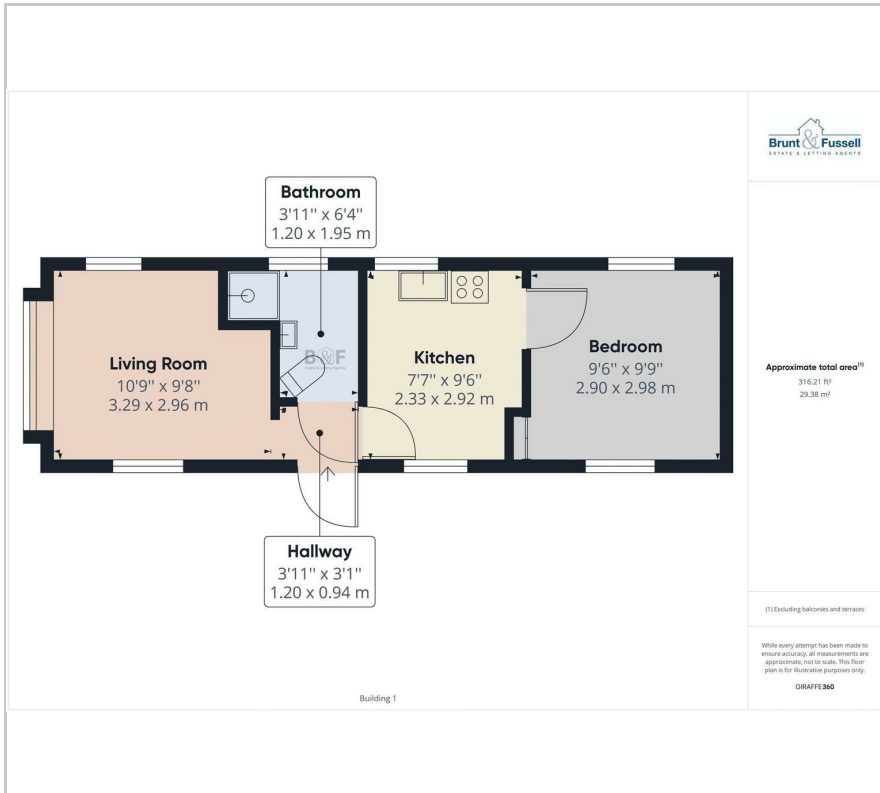 Brunt & Fussell
ESTATE & LETTING AGENTS
Bathroom
3'11" x 6'4"
1.20 x 1.95 m
Living Room
10'9" x 9'8"
3.29 x 2.96 m
B&F
Kitchen
7'7" x 9'6"
2.33 x 2.92 m
Bedroom
9'6" x 9'9"
2.90 x 2.98 m
Hallway
3'11" x 3'1"
1.20 x 0.94 m
Building 1
Approximate total area(1)
316.21 ft²
29.38 m²
(1) Excluding balconies and terraces
While every attempt has been made to
ensure accuracy, all measurements are
approximate, not to scale. This floor
plan is for illustrative purposes only.
GIRAFFE360